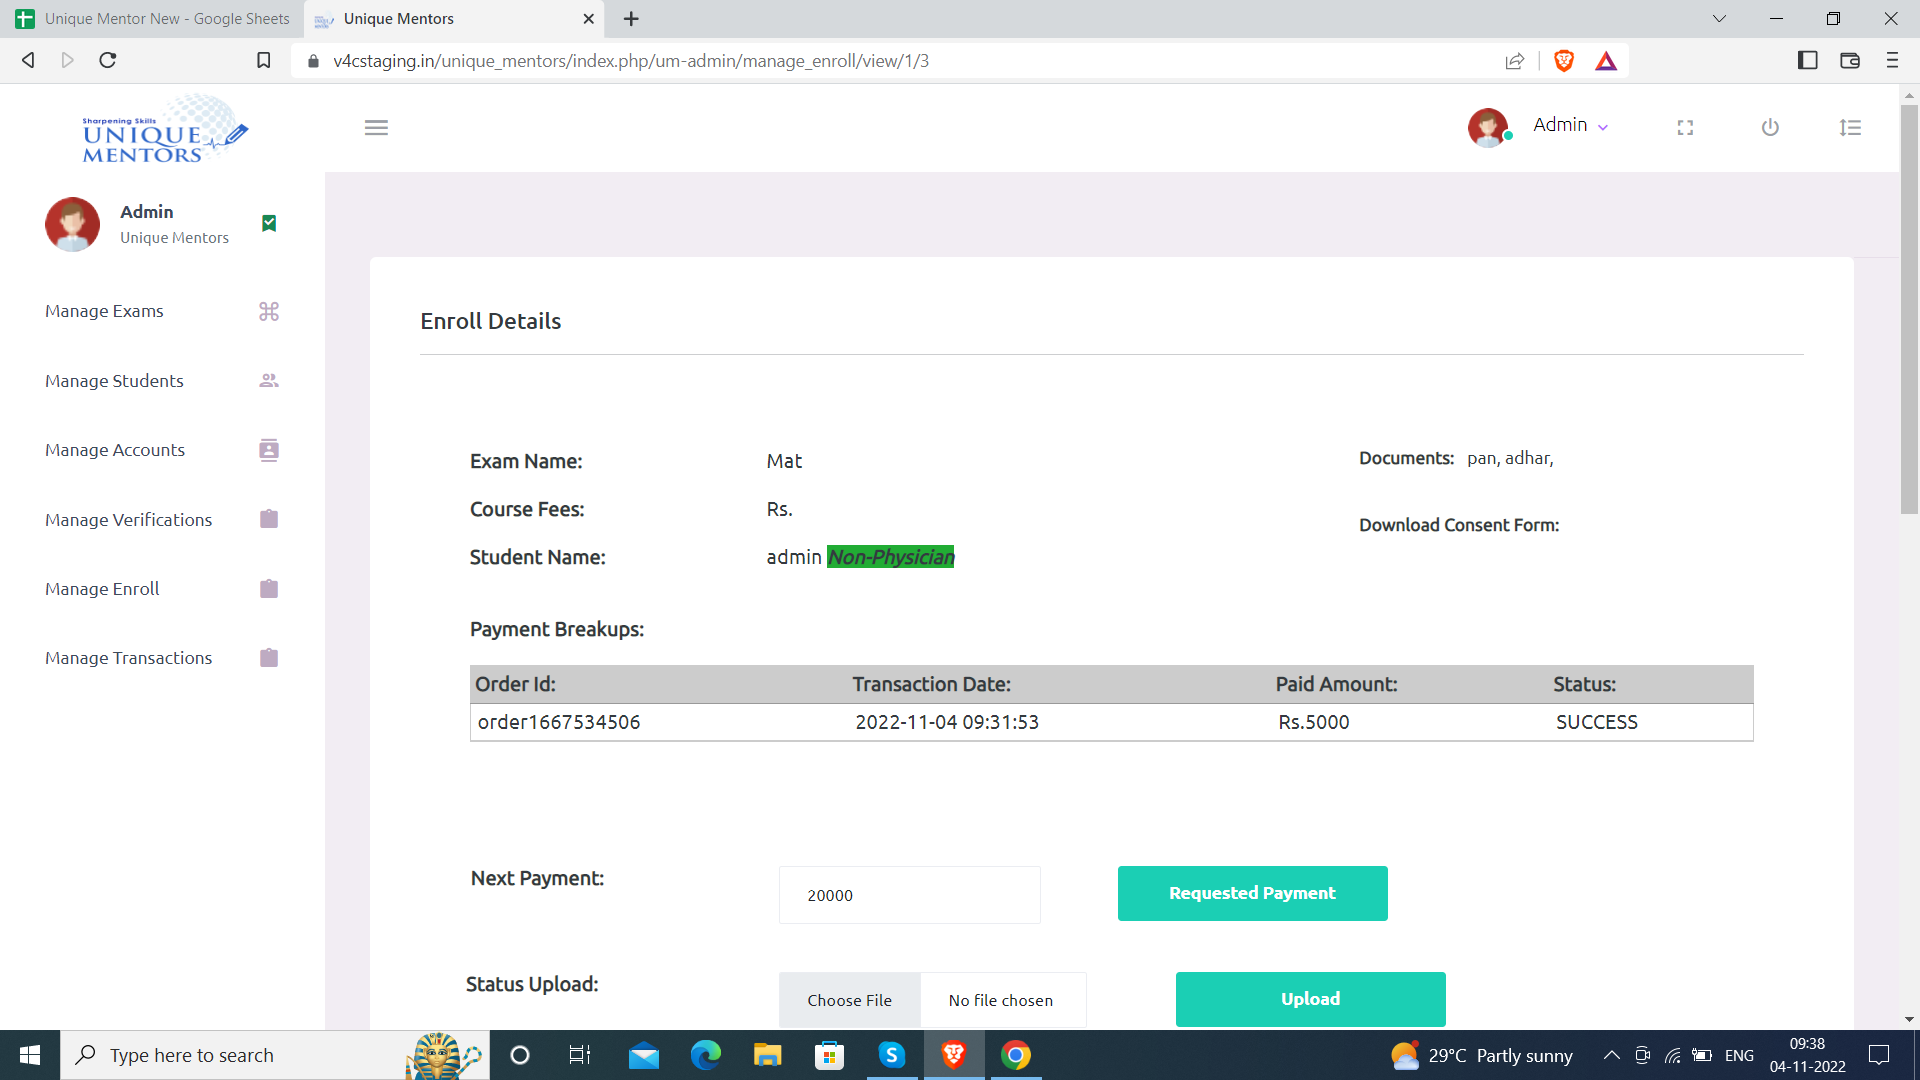 Unique Mentor New - Google Sheets
Unique Mentors
v4cstaging.in/unique_mentors/index.php/um-admin/manage_enroll/view/1/3
Sharpening Skills
UNIQUE
MENTORS
Admin
Admin
Unique Mentors
Manage Exams
Manage Students
Manage Accounts
Manage Verifications
Manage Enroll
Manage Transactions
Enroll Details
Exam Name: Mat
Documents: pan, adhar,
Course Fees: Rs.
Download Consent Form:
Student Name: admin Non-Physician
Payment Breakups:
Order Id: Transaction Date: Paid Amount: Status:
order1667534506 2022-11-04 09:31:53 Rs.5000 SUCCESS
Next Payment: 20000 Requested Payment
Status Upload: Choose File No file chosen Upload
Type here to search
29°C Partly sunny
ENG
09:38
04-11-2022